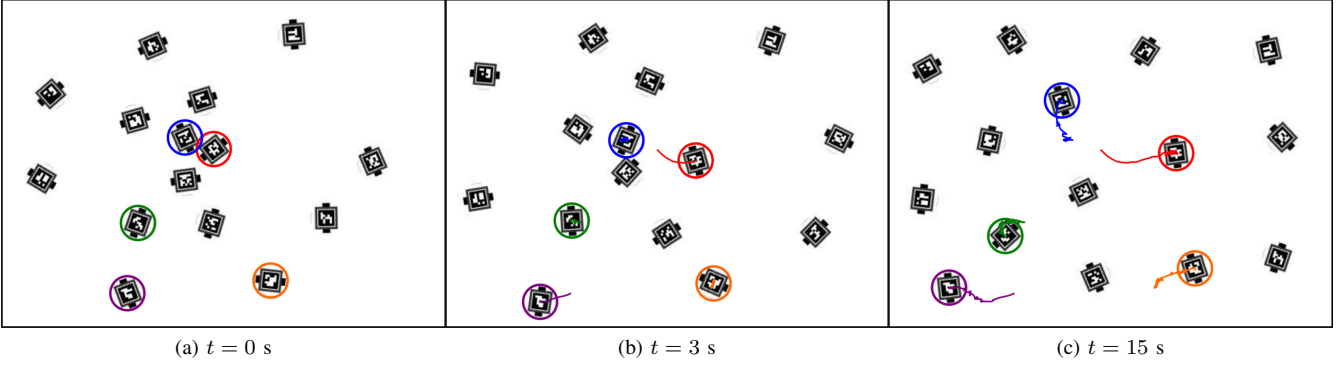 (a) t = 0 s
(b) t = 3 s
(c) t = 15 s